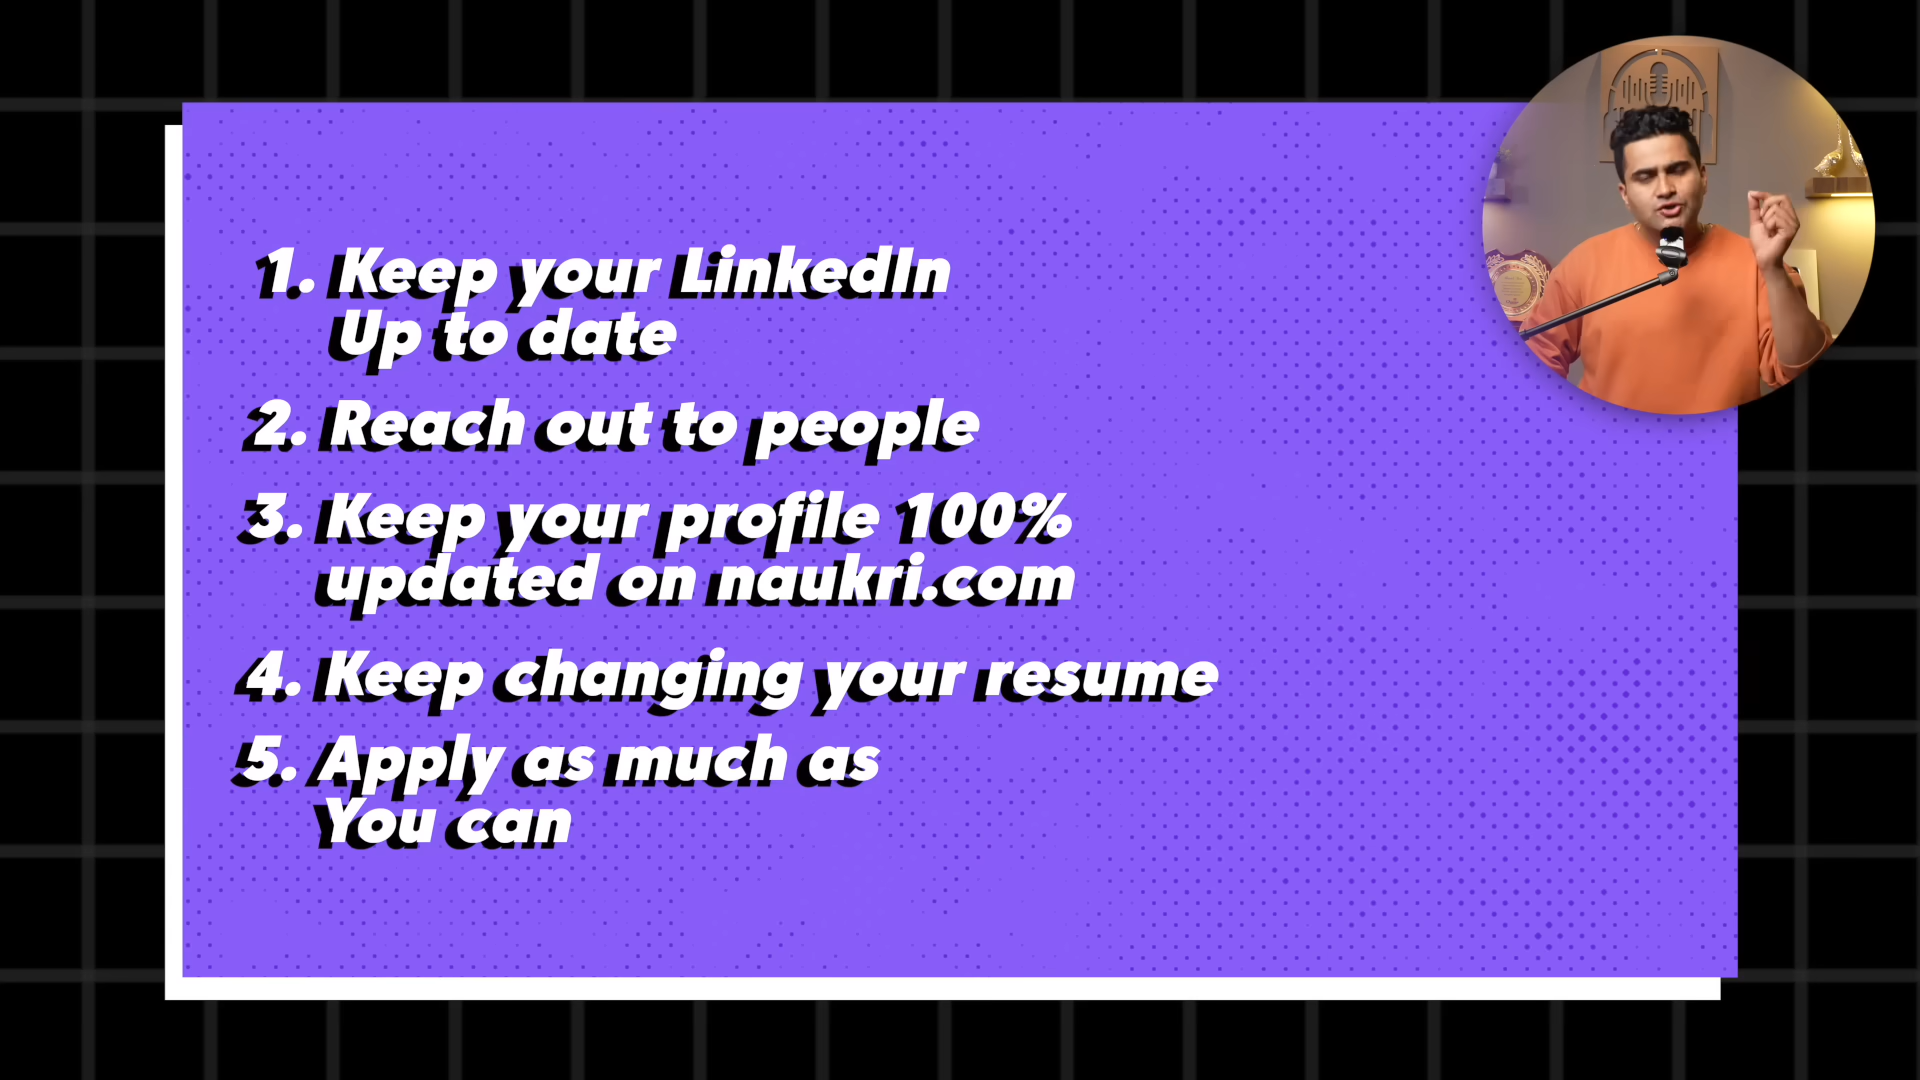 1. Keep your LinkedIn
Up to date
2. Reach out to people
3. Keep your profile 100%
updated on naukri.com
4. Keep changing your resume
5. Apply as much as
You can